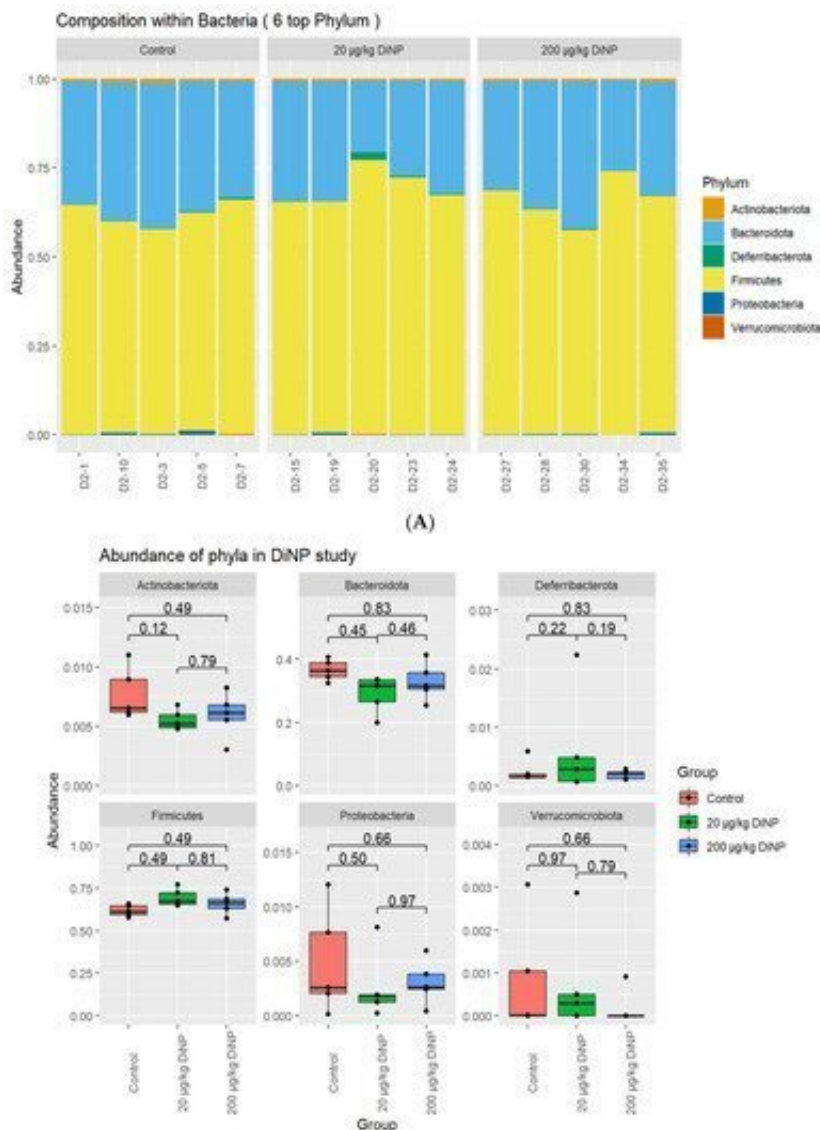 Composition within Bacteria ( 6 top Phylum )
Control
20 µg/kg DiNP
200 µg/kg DiNP
1.00
0.75
0.50
0.25
0.00
Abundance
D2-1
D2-10
D2-3
D2-5
D2-7
D2-15
D2-19
D2-20
D2-23
D2-24
D2-27
D2-28
D2-30
D2-34
D2-35
Phylum
Actinobacteriota
Bacteroidota
Deferribacterota
Firmicutes
Proteobacteria
Verrucomicrobiota
(A)
Abundance of phyla in DiNP study
Actinobacteriota
0.015
0.010
0.005
0.000
0.49
0.12
0.79
Bacteroidota
0.4
0.2
0.0
0.83
0.45
0.46
Deferribacterota
0.03
0.02
0.01
0.00
0.83
0.22
0.19
Abundance
Firmicutes
1.00
0.75
0.50
0.25
0.00
0.49
0.49
0.81
Proteobacteria
0.015
0.010
0.005
0.000
0.66
0.50
0.97
Verrucomicrobiota
0.004
0.003
0.002
0.001
0.000
0.66
0.97
0.79
Control
20 µg/kg DiNP
200 µg/kg DiNP
Control
20 µg/kg DiNP
200 µg/kg DiNP
Control
20 µg/kg DiNP
200 µg/kg DiNP
Group
Group
Control
20 µg/kg DiNP
200 µg/kg DiNP